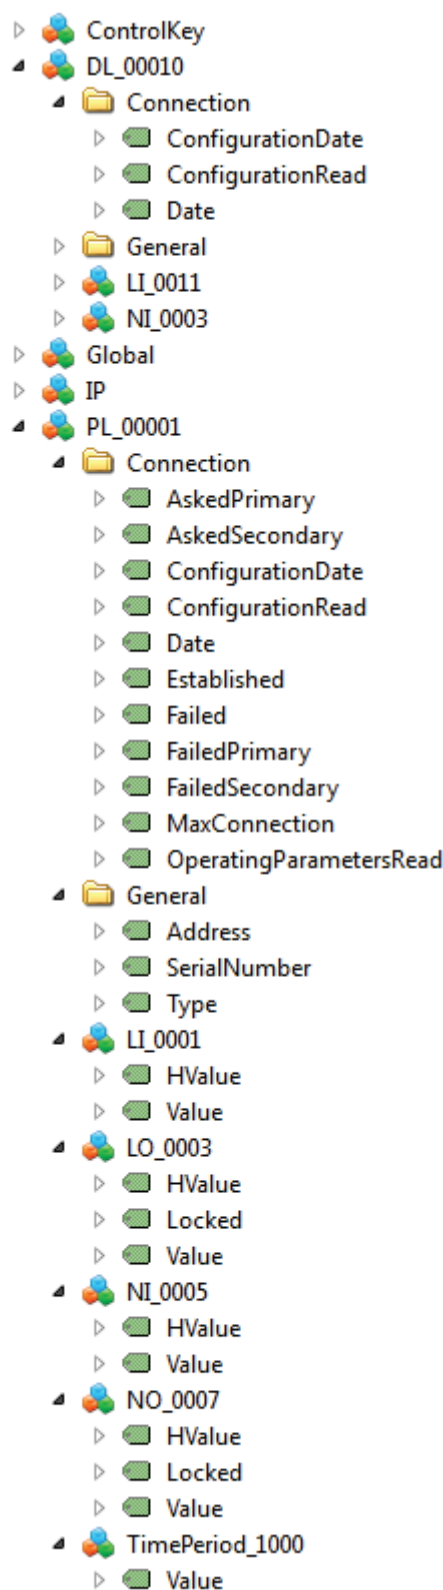 ControlKey
DL_00010
Connection
ConfigurationDate
ConfigurationRead
Date
General
LI_0011
NI_0003
Global
IP
PL_00001
Connection
AskedPrimary
AskedSecondary
ConfigurationDate
ConfigurationRead
Date
Established
Failed
FailedPrimary
FailedSecondary
MaxConnection
OperatingParametersRead
General
Address
SerialNumber
Type
LI_0001
HValue
Value
LO_0003
HValue
Locked
Value
NI_0005
HValue
Value
NO_0007
HValue
Locked
Value
TimePeriod_1000
Value